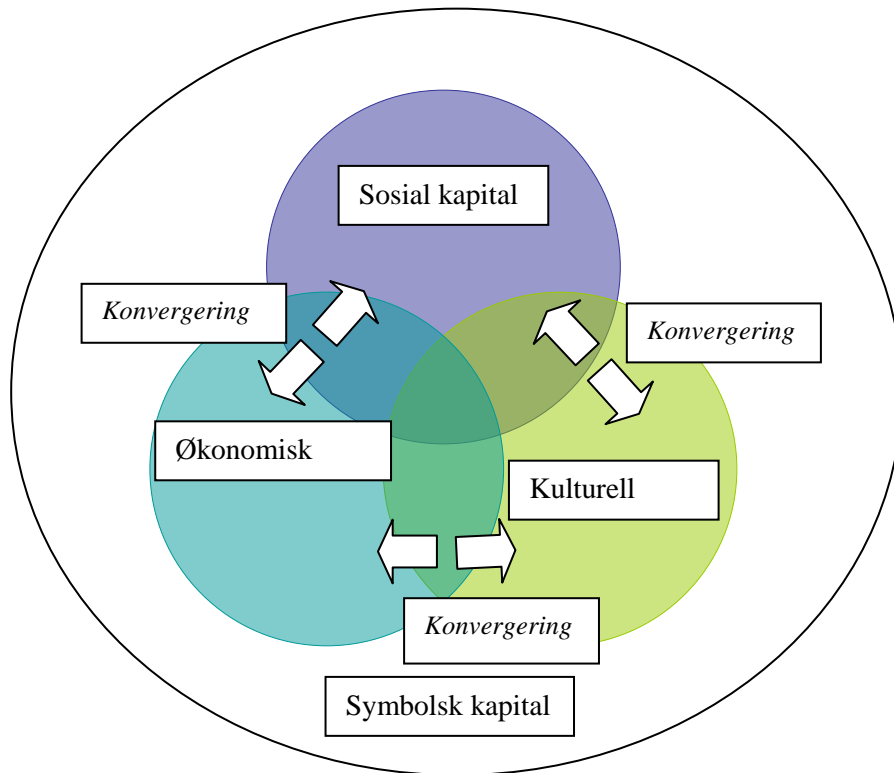 Sosial kapital
Konvergering
Konvergering
Økonomisk
Kulturell
Konvergering
Symbolsk kapital